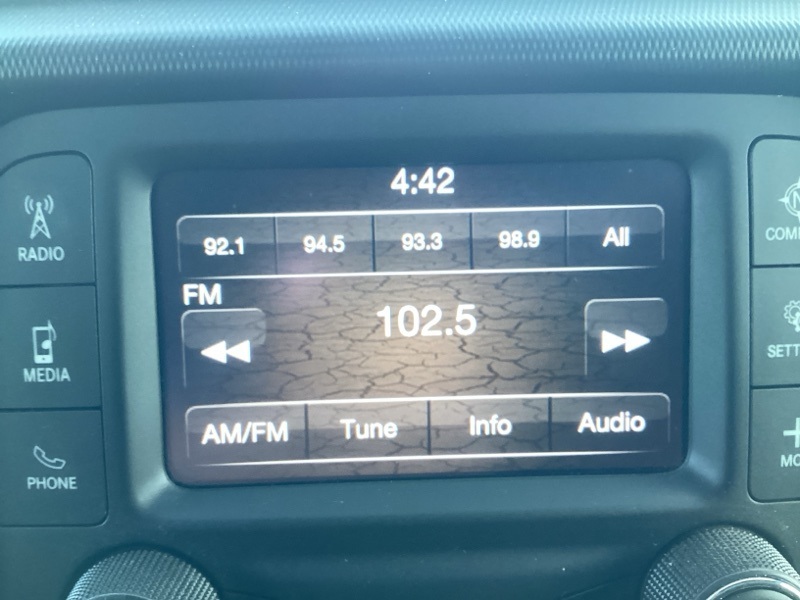 4:42
92.1 94.5 93.3 98.9 All
RADIO
FM
102.5
MEDIA
AM/FM Tune Info Audio
PHONE